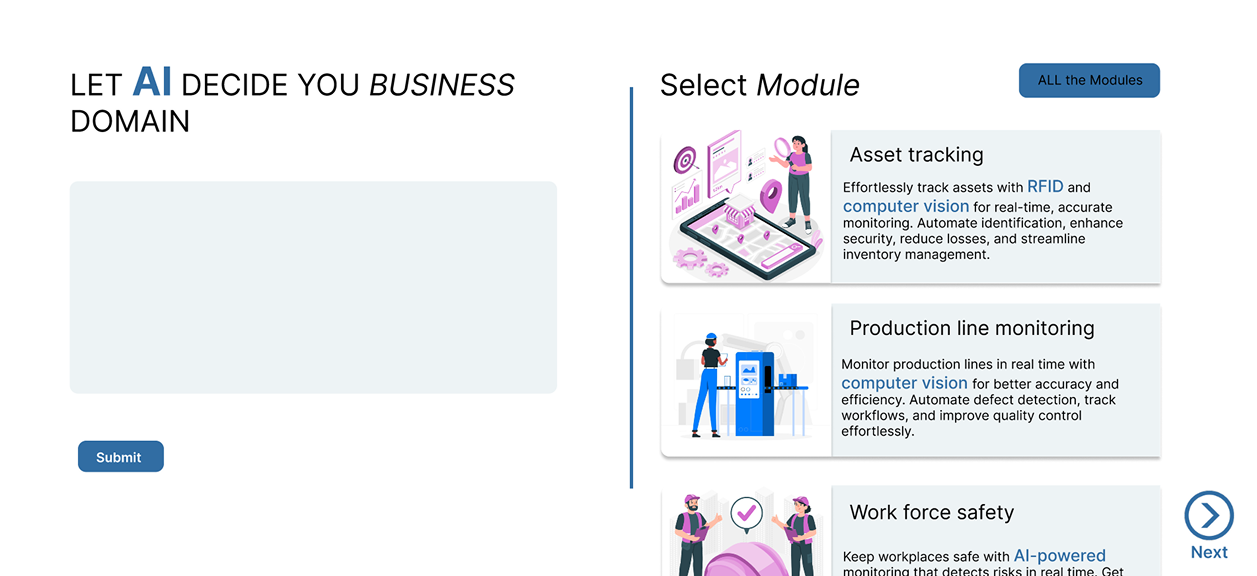 LET AI DECIDE YOU BUSINESS
DOMAIN
Submit
Select Module
ALL the Modules
Asset tracking
Effortlessly track assets with RFID and
computer vision for real-time, accurate
monitoring. Automate identification, enhance
security, reduce losses, and streamline
inventory management.
Production line monitoring
Monitor production lines in real time with
computer vision for better accuracy and
efficiency. Automate defect detection, track
workflows, and improve quality control
effortlessly.
Work force safety
Keep workplaces safe with AI-powered
monitoring that detects risks in real time. Get
Next